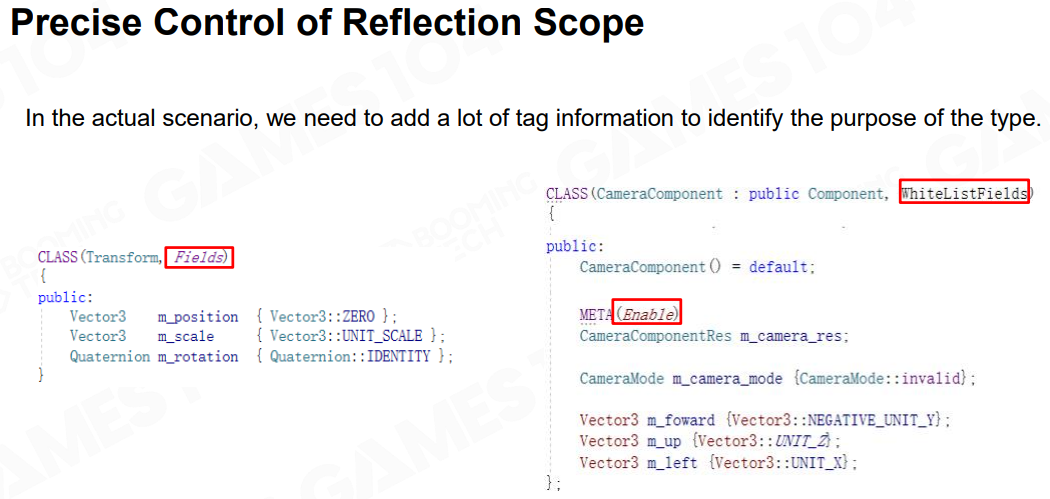 Precise Control of Reflection Scope
In the actual scenario, we need to add a lot of tag information to identify the purpose of the type.
CLASS(Transform, Fields)
{
public:
Vector3 m_position { Vector3::ZERO };
Vector3 m_scale { Vector3::UNIT_SCALE };
Quaternion m_rotation { Quaternion::IDENTITY };
}
CLASS(CameraComponent : public Component, WhiteListFields)
{
public:
CameraComponent() = default;
META(Enable)
CameraComponentRes m_camera_res;
CameraMode m_camera_mode {CameraMode::invalid};
Vector3 m_foward {Vector3::NEGATIVE_UNIT_Y};
Vector3 m_up {Vector3::UNIT_Z};
Vector3 m_left {Vector3::UNIT_X};
};
GAMES104
BOOMING
TECH